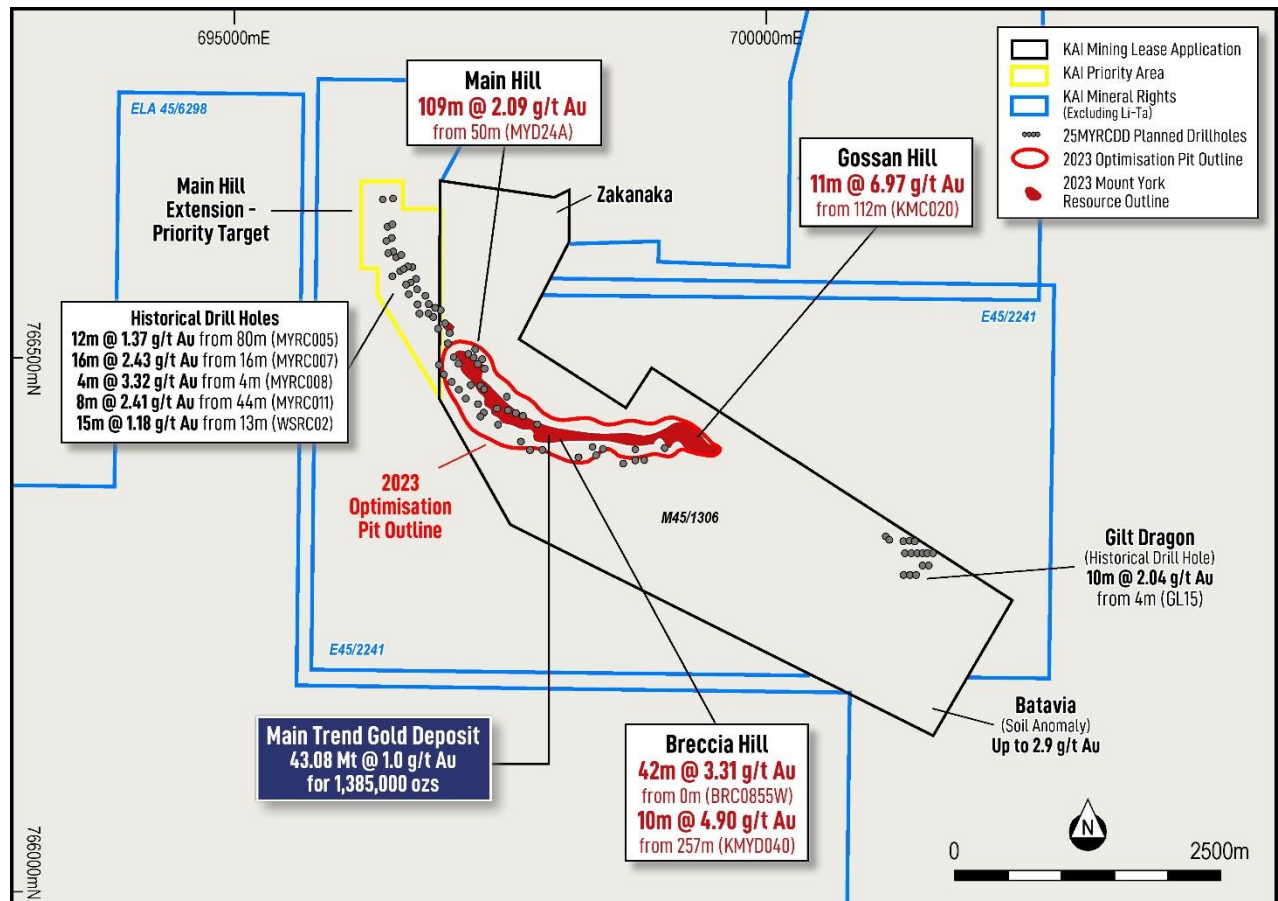 695000mE
700000mE
KAI Mining Lease Application
KAI Priority Area
KAI Mineral Rights
(Excluding Li-Ta)
25MYRCDD Planned Drillholes
2023 Optimisation Pit Outline
2023 Mount York
Resource Outline
ELA 45/6298
Main Hill
109m @ 2.09 g/t Au
from 50m (MYD24A)
Gossan Hill
11m @ 6.97 g/t Au
from 112m (KMC020)
Main Hill
Extension -
Priority Target
Zakanaka
E45/2241
Historical Drill Holes
12m @ 1.37 g/t Au from 80m (MYRC005)
16m @ 2.43 g/t Au from 16m (MYRC007)
4m @ 3.32 g/t Au from 4m (MYRC008)
8m @ 2.41 g/t Au from 44m (MYRC011)
15m @ 1.18 g/t Au from 13m (WSRC02)
766500mN
2023
Optimisation
Pit Outline
M45/1306
Gilt Dragon
(Historical Drill Hole)
10m @ 2.04 g/t Au
from 4m (GL15)
E45/2241
Main Trend Gold Deposit
43.08 Mt @ 1.0 g/t Au
for 1,385,000 ozs
Breccia Hill
42m @ 3.31 g/t Au
from 0m (BRC0855W)
10m @ 4.90 g/t Au
from 257m (KMYD040)
Batavia
(Soil Anomaly)
Up to 2.9 g/t Au
N
0
2500m
766000mN